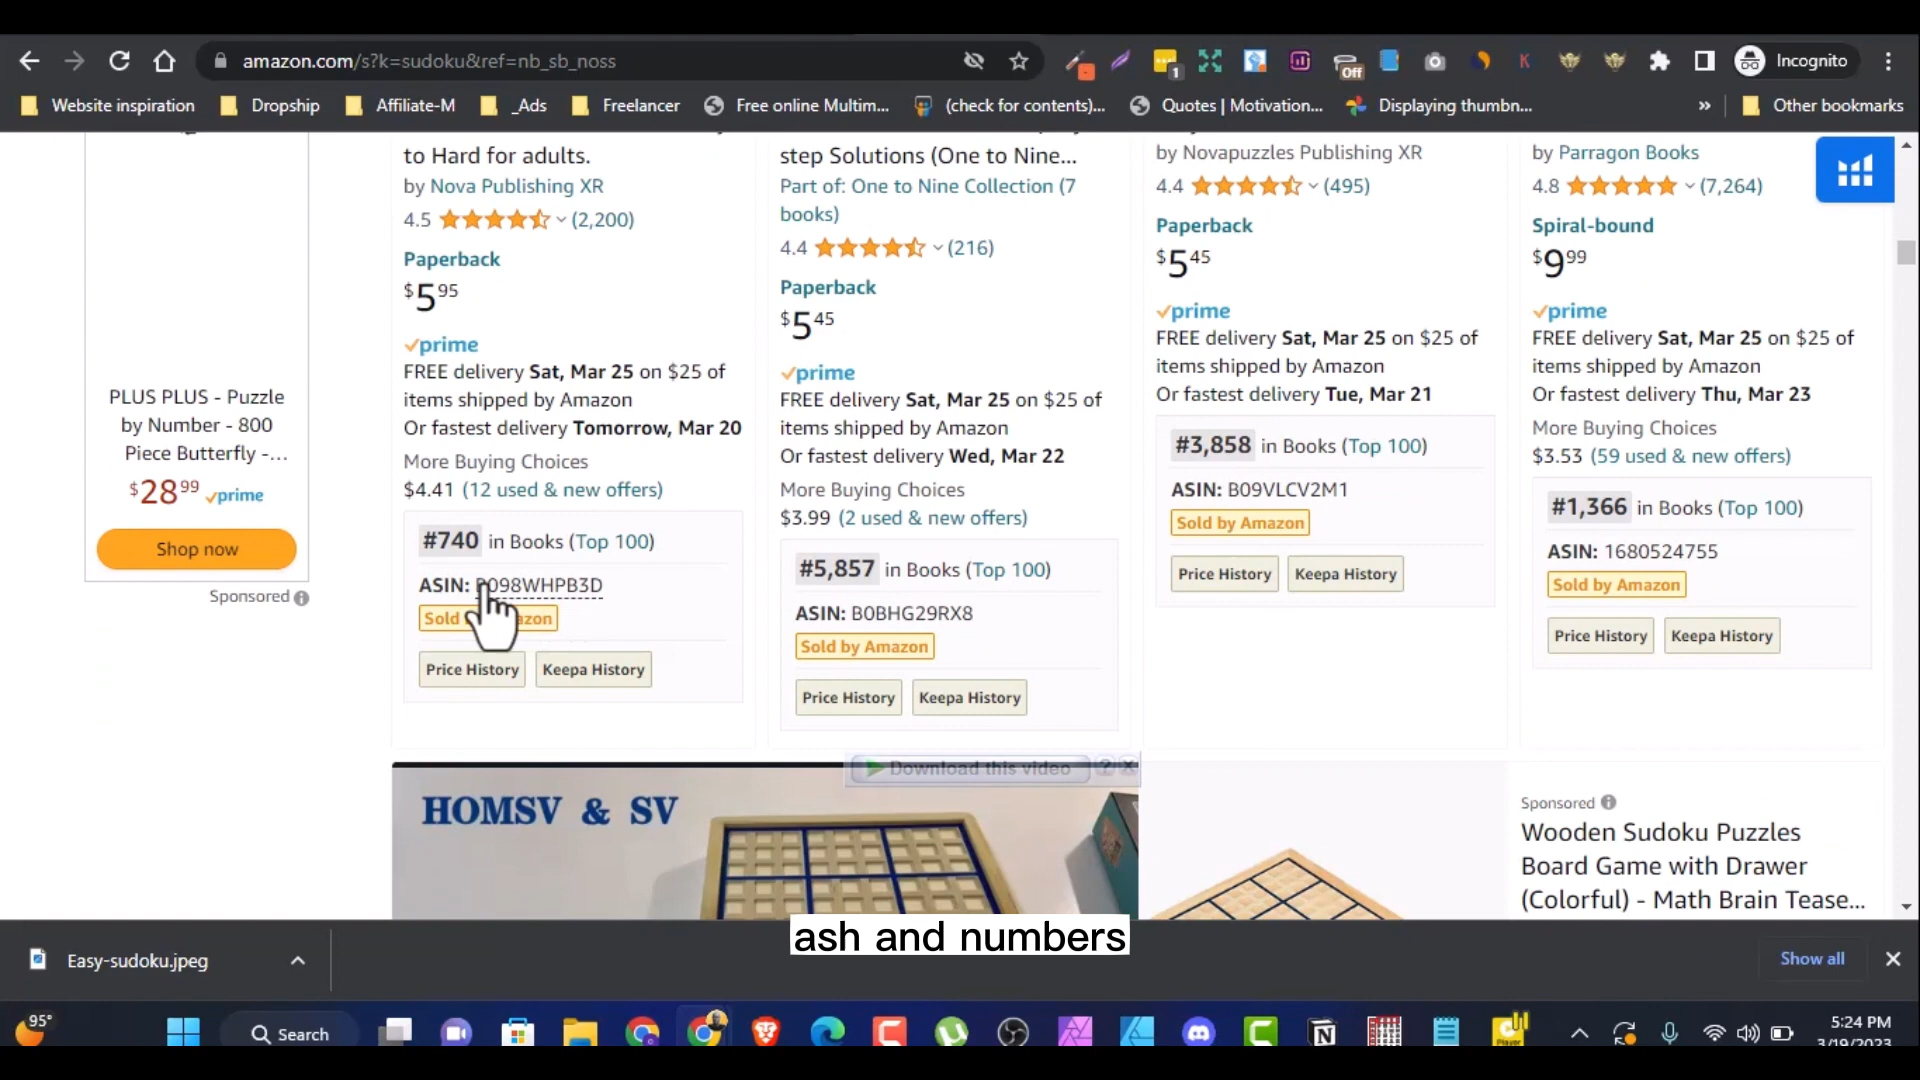 amazon.com/s?k=sudoku&ref=nb_sb_noss
1
Off
K
Incognito
Website inspiration
Dropship
Affiliate-M
_Ads
Freelancer
Free online Multim...
(check for contents)...
Quotes | Motivation...
Displaying thumbn...
»
Other bookmarks
PLUS PLUS - Puzzle
by Number - 800
Piece Butterfly -...
$28.99 prime
Shop now
Sponsored
to Hard for adults.
by Nova Publishing XR
4.5 (2,200)
Paperback
$5.95
prime
FREE delivery Sat, Mar 25 on $25 of
items shipped by Amazon
Or fastest delivery Tomorrow, Mar 20
More Buying Choices
$4.41 (12 used & new offers)
#740 in Books (Top 100)
ASIN: B098WHPB3D
Sold azon
Price History
Keepa History
step Solutions (One to Nine...
Part of: One to Nine Collection (7
books)
4.4 (216)
Paperback
$5.45
prime
FREE delivery Sat, Mar 25 on $25 of
items shipped by Amazon
Or fastest delivery Wed, Mar 22
More Buying Choices
$3.99 (2 used & new offers)
#5,857 in Books (Top 100)
ASIN: B0BHG29RX8
Sold by Amazon
Price History
Keepa History
by Novapuzzles Publishing XR
4.4 (495)
Paperback
$5.45
prime
FREE delivery Sat, Mar 25 on $25 of
items shipped by Amazon
Or fastest delivery Tue, Mar 21
#3,858 in Books (Top 100)
ASIN: B09VLCV2M1
Sold by Amazon
Price History
Keepa History
by Parragon Books
4.8 (7,264)
Spiral-bound
$9.99
prime
FREE delivery Sat, Mar 25 on $25 of
items shipped by Amazon
Or fastest delivery Thu, Mar 23
More Buying Choices
$3.53 (59 used & new offers)
#1,366 in Books (Top 100)
ASIN: 1680524755
Sold by Amazon
Price History
Keepa History
Download this video ? x
HOMSV & SV
Sponsored
Wooden Sudoku Puzzles
Board Game with Drawer
(Colorful) - Math Brain Tease...
ash and numbers
Easy-sudoku.jpeg
Show all
95°
Search
5:24 PM
3/19/2023